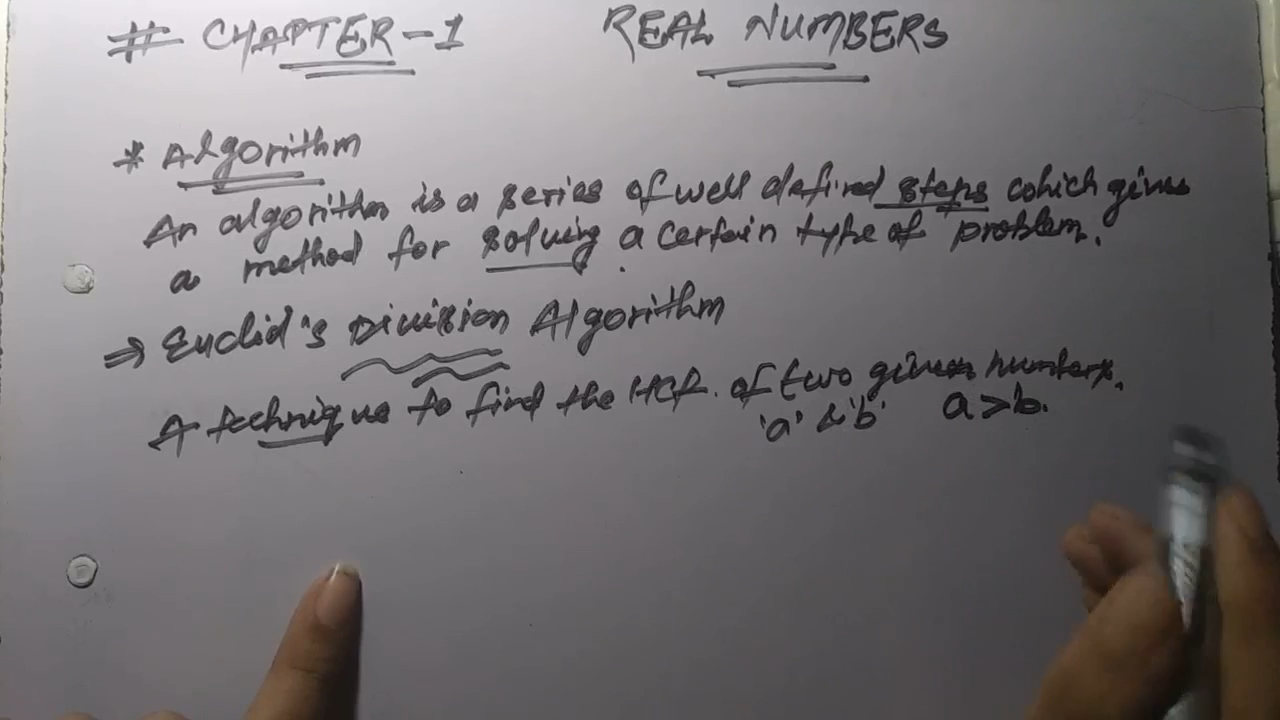 # CHAPTER-1 REAL NUMBERS
* Algorithm
An algorithm is a series of well defined steps which gives
a method for solving a certain type of problem.
⇒ Euclid's Division Algorithm
A technique to find the HCF. of two given numbers.
'a' & 'b' a>b.